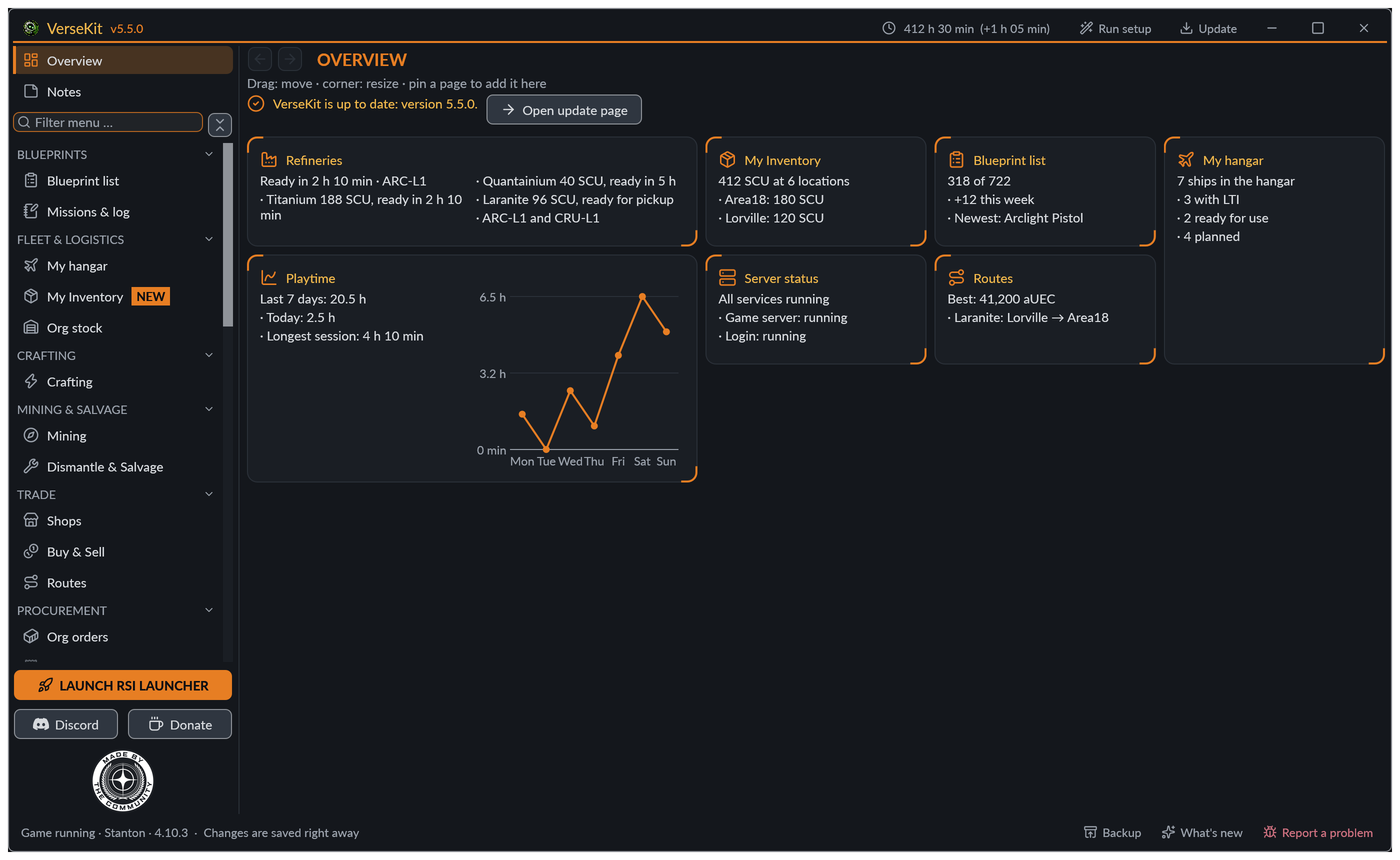 VerseKit v5.5.0
412 h 30 min (+1 h 05 min)
Run setup
Update
Overview
Notes
Filter menu ...
BLUEPRINTS
Blueprint list
Missions & log
FLEET & LOGISTICS
My hangar
My Inventory NEW
Org stock
CRAFTING
Crafting
MINING & SALVAGE
Mining
Dismantle & Salvage
TRADE
Shops
Buy & Sell
Routes
PROCUREMENT
Org orders
LAUNCH RSI LAUNCHER
Discord
Donate
MADE BY
THE COMMUNITY
OVERVIEW
Drag: move · corner: resize · pin a page to add it here
VerseKit is up to date: version 5.5.0.
Open update page
Refineries
Ready in 2 h 10 min · ARC-L1
· Titanium 188 SCU, ready in 2 h 10
min
· Quantainium 40 SCU, ready in 5 h
· Laranite 96 SCU, ready for pickup
· ARC-L1 and CRU-L1
My Inventory
412 SCU at 6 locations
· Area18: 180 SCU
· Lorville: 120 SCU
Blueprint list
318 of 722
· +12 this week
· Newest: Arclight Pistol
My hangar
7 ships in the hangar
· 3 with LTI
· 2 ready for use
· 4 planned
Playtime
Last 7 days: 20.5 h
· Today: 2.5 h
· Longest session: 4 h 10 min
6.5 h
3.2 h
0 min
Mon Tue Wed Thu Fri Sat Sun
Server status
All services running
· Game server: running
· Login: running
Routes
Best: 41,200 aUEC
· Laranite: Lorville → Area18
Game running · Stanton · 4.10.3 · Changes are saved right away
Backup
What's new
Report a problem